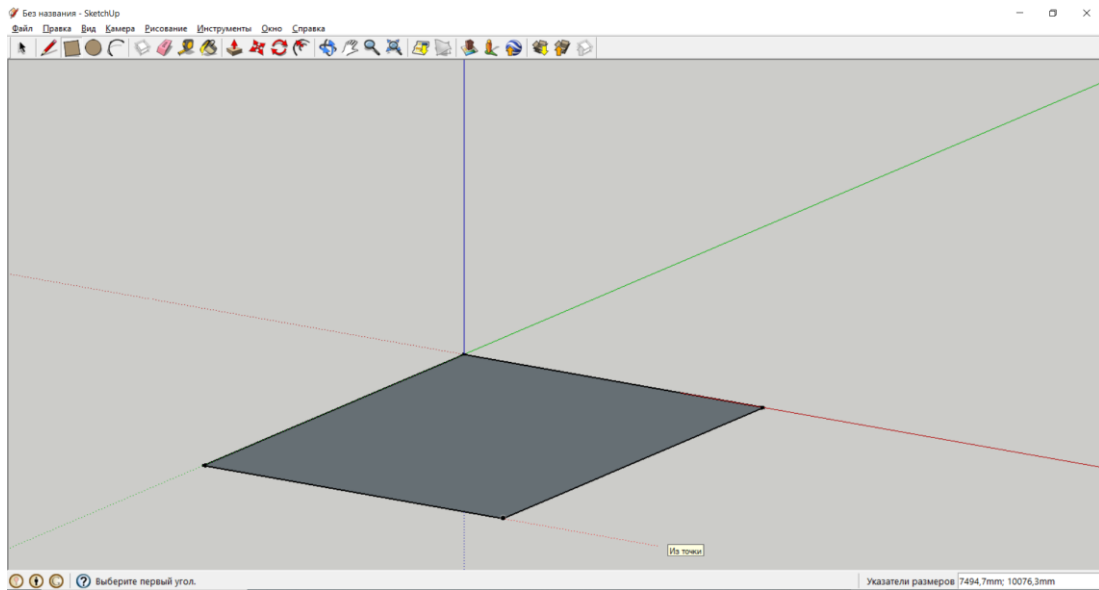 Без названия - SketchUp
Файл Правка Вид Камера Рисование Инструменты Окно Справка
Из точки
Выберите первый угол.
Указатели размеров 7494,7mm; 10076,3mm